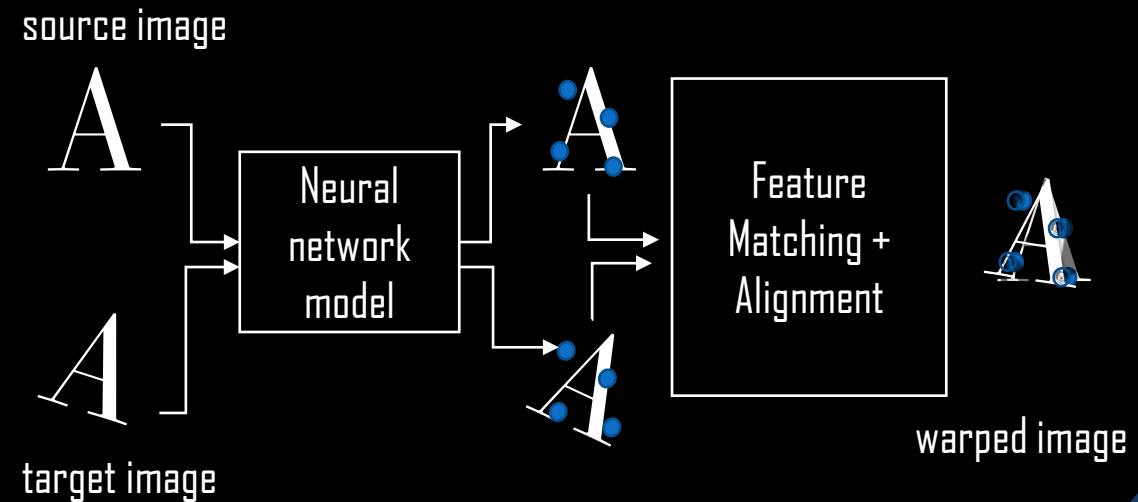 source image
A
A
target image
Neural
network
model
A
A
Feature
Matching +
Alignment
A
warped image